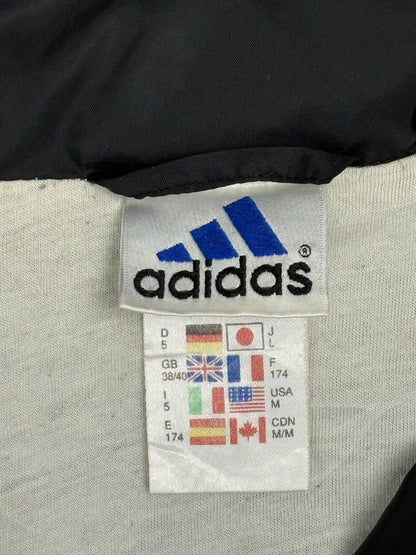 adidas®
D J
5 L
GB F
38/40 174
I USA
5 M
E CDN
174 M/M